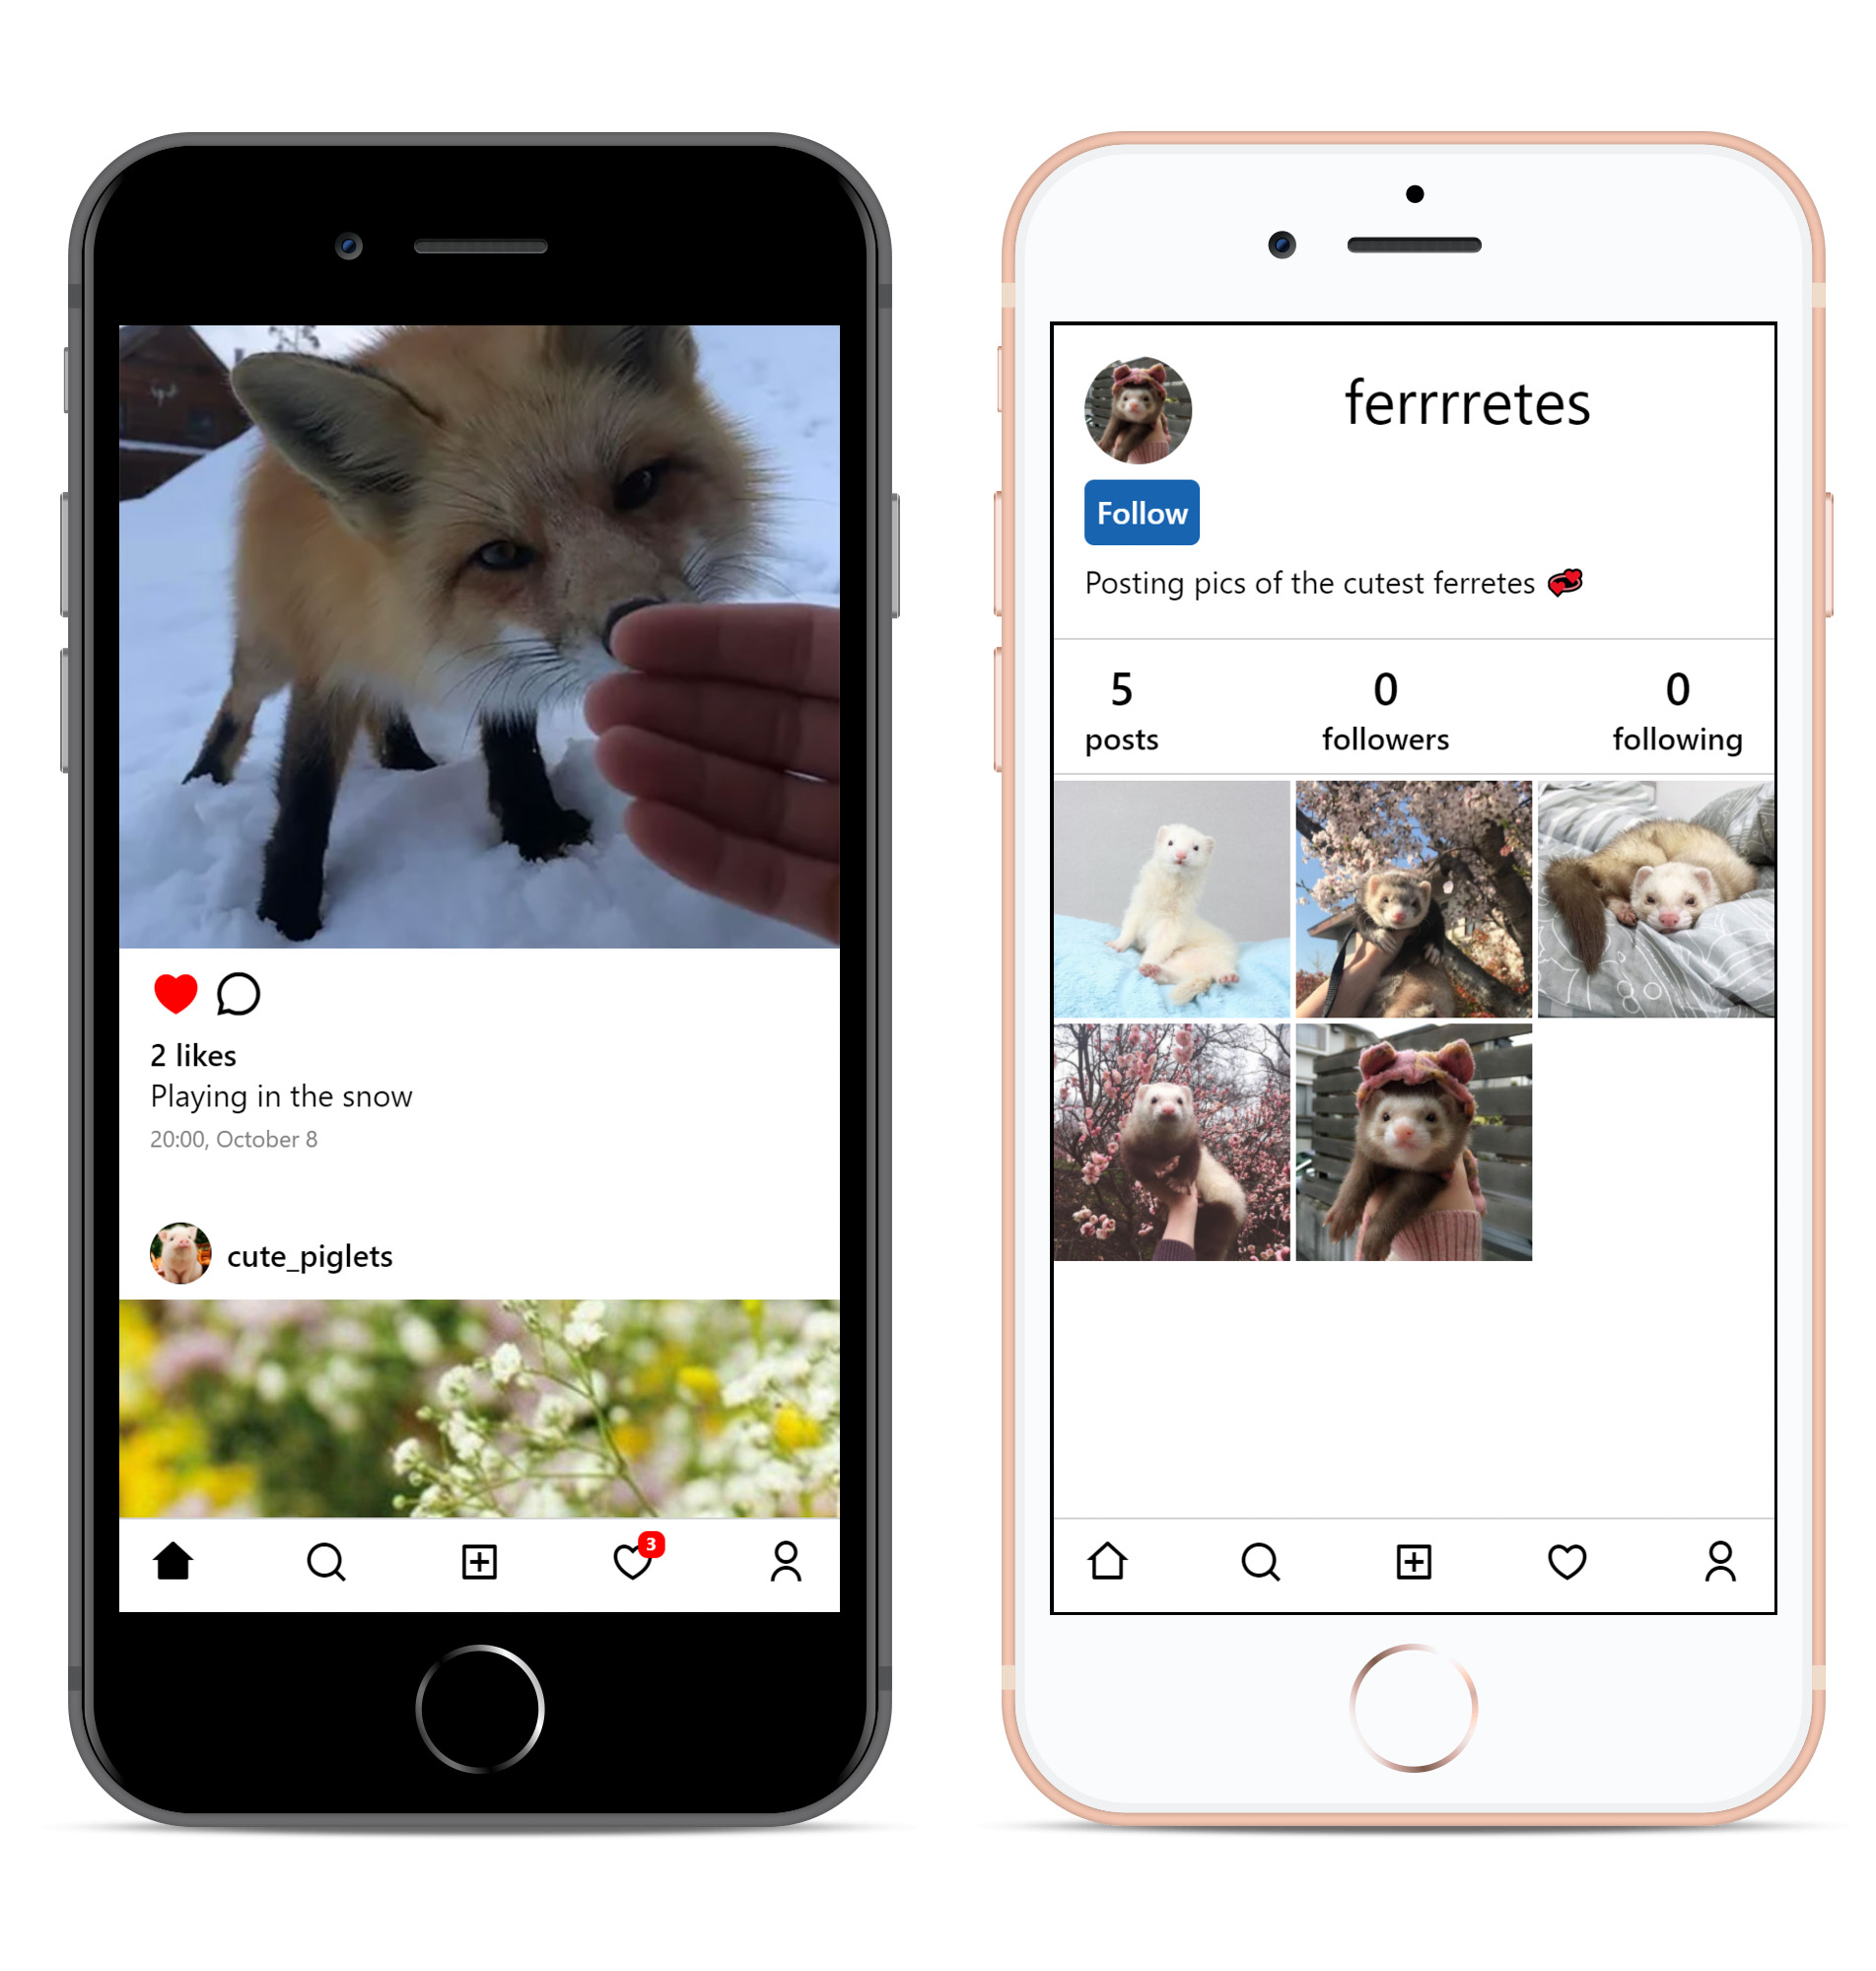 2 likes
Playing in the snow
20:00, October 8
cute_piglets
3
ferrrretes
Follow
Posting pics of the cutest ferretes 💞
5 0 0
posts followers following